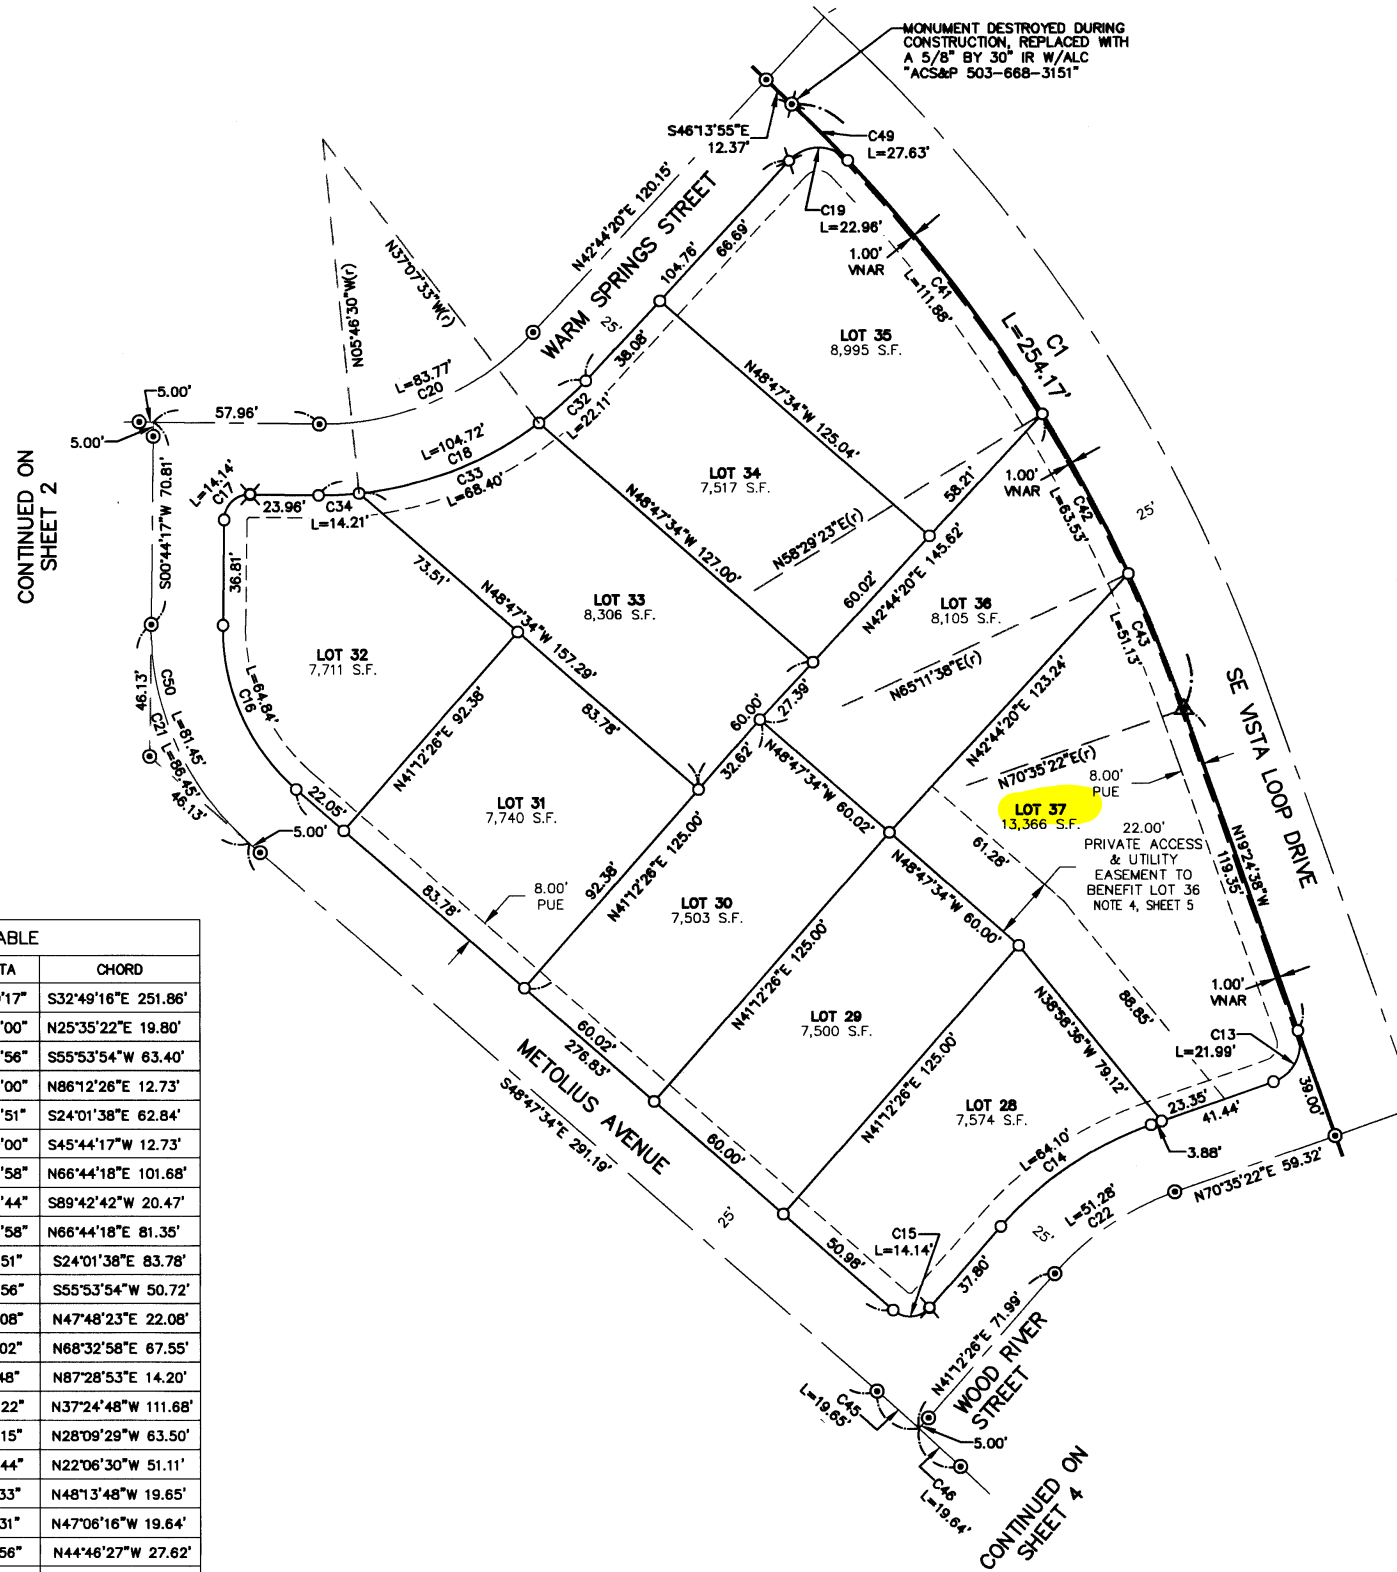 MONUMENT DESTROYED DURING
CONSTRUCTION, REPLACED WITH
A 5/8" BY 30" IR W/ALC
"ACS&P 503-668-3151"
S46°13'55"E
12.37'
C49
L=27.63'
C19
L=22.96'
1.00'
VNAR
N42°44'20"E 120.15'
WARM SPRINGS STREET
25'
104.76'
66.69'
38.08'
C32
L=22.11'
N37°07'33"W(r)
N05°46'30"W(r)
L=83.77'
C20
L=104.72'
C18
C33
L=68.40'
C34
L=14.21'
5.00'
5.00'
57.96'
L=14.14'
C17
23.96'
CONTINUED ON
SHEET 2
S00°44'17"W 70.81'
36.81'
C41
L=111.88'
C1
L=254.17'
LOT 35
8,995 S.F.
N48°47'34"W 125.04'
LOT 34
7,517 S.F.
N48°47'34"W 127.00'
58.21'
N58°29'23"E(r)
1.00'
VNAR
C42
L=63.53'
25'
60.02'
N42°44'20"E 145.62'
LOT 36
8,105 S.F.
73.51'
N48°47'34"W 157.29'
83.78'
LOT 33
8,306 S.F.
LOT 32
7,711 S.F.
L=64.84'
C16
46.13'
C50
L=81.45'
C21
L=86.45'
46.13'
N65°11'38"E(r)
C43
L=51.13'
SE VISTA LOOP DRIVE
27.39'
60.00'
32.62'
N48°47'34"W 60.02'
N42°44'20"E 123.24'
N70°35'22"E(r)
8.00'
PUE
N41°12'26"E 92.38'
22.05'
5.00'
LOT 31
7,740 S.F.
LOT 37
13,366 S.F.
22.00'
PRIVATE ACCESS
& UTILITY
EASEMENT TO
BENEFIT LOT 36
NOTE 4, SHEET 5
61.28'
N19°24'38"W
119.35'
83.78'
8.00'
PUE
92.38'
N41°12'26"E 125.00'
LOT 30
7,503 S.F.
N48°47'34"W 60.00'
N41°12'26"E 125.00'
LOT 29
7,500 S.F.
N38°58'36"W 79.12'
88.85'
1.00'
VNAR
C13
L=21.99'
METOLIUS AVENUE
60.02'
276.83'
S48°47'34"E 291.19'
60.00'
N41°12'26"E 125.00'
LOT 28
7,574 S.F.
23.35'
41.44'
39.00'
3.88'
L=64.10'
C14
N70°35'22"E 59.32'
L=51.28'
C22
25'
25'
50.98'
C15
L=14.14'
37.80'
N41°12'26"E 71.99'
WOOD RIVER
STREET
C45
L=19.65'
5.00'
C46
L=19.64'
CONTINUED ON
SHEET 4
ABLE
TA CHORD
'17" S32°49'16"E 251.86'
'00" N25°35'22"E 19.80'
'56" S55°53'54"W 63.40'
'00" N86°12'26"E 12.73'
'51" S24°01'38"E 62.84'
'00" S45°44'17"W 12.73'
'58" N66°44'18"E 101.68'
'44" S89°42'42"W 20.47'
'58" N66°44'18"E 81.35'
51" S24°01'38"E 83.78'
56" S55°53'54"W 50.72'
08" N47°48'23"E 22.08'
02" N68°32'58"E 67.55'
48" N87°28'53"E 14.20'
22" N37°24'48"W 111.68'
15" N28°09'29"W 63.50'
44" N22°06'30"W 51.11'
33" N48°13'48"W 19.65'
31" N47°06'16"W 19.64'
56" N44°46'27"W 27.62'